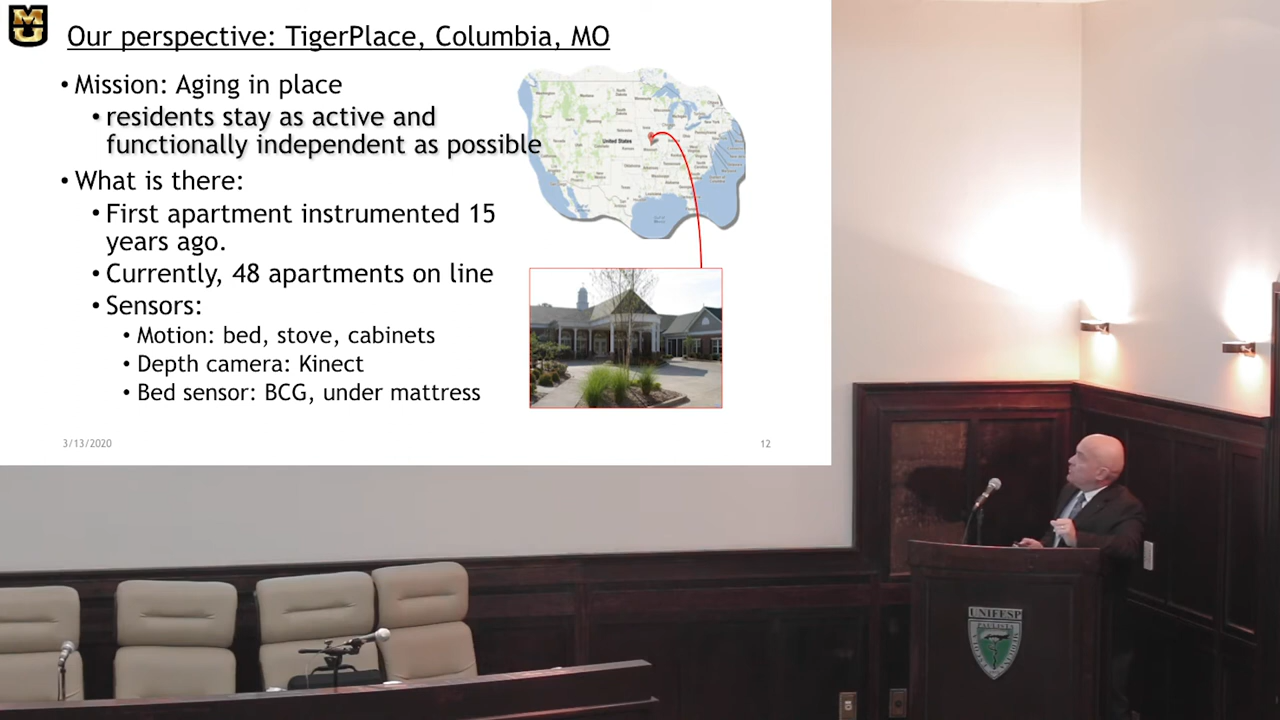 MU
Our perspective: TigerPlace, Columbia, MO
• Mission: Aging in place
• residents stay as active and
functionally independent as possible
• What is there:
• First apartment instrumented 15
years ago.
• Currently, 48 apartments on line
• Sensors:
• Motion: bed, stove, cabinets
• Depth camera: Kinect
• Bed sensor: BCG, under mattress
United States
3/13/2020
12
UNIFESP